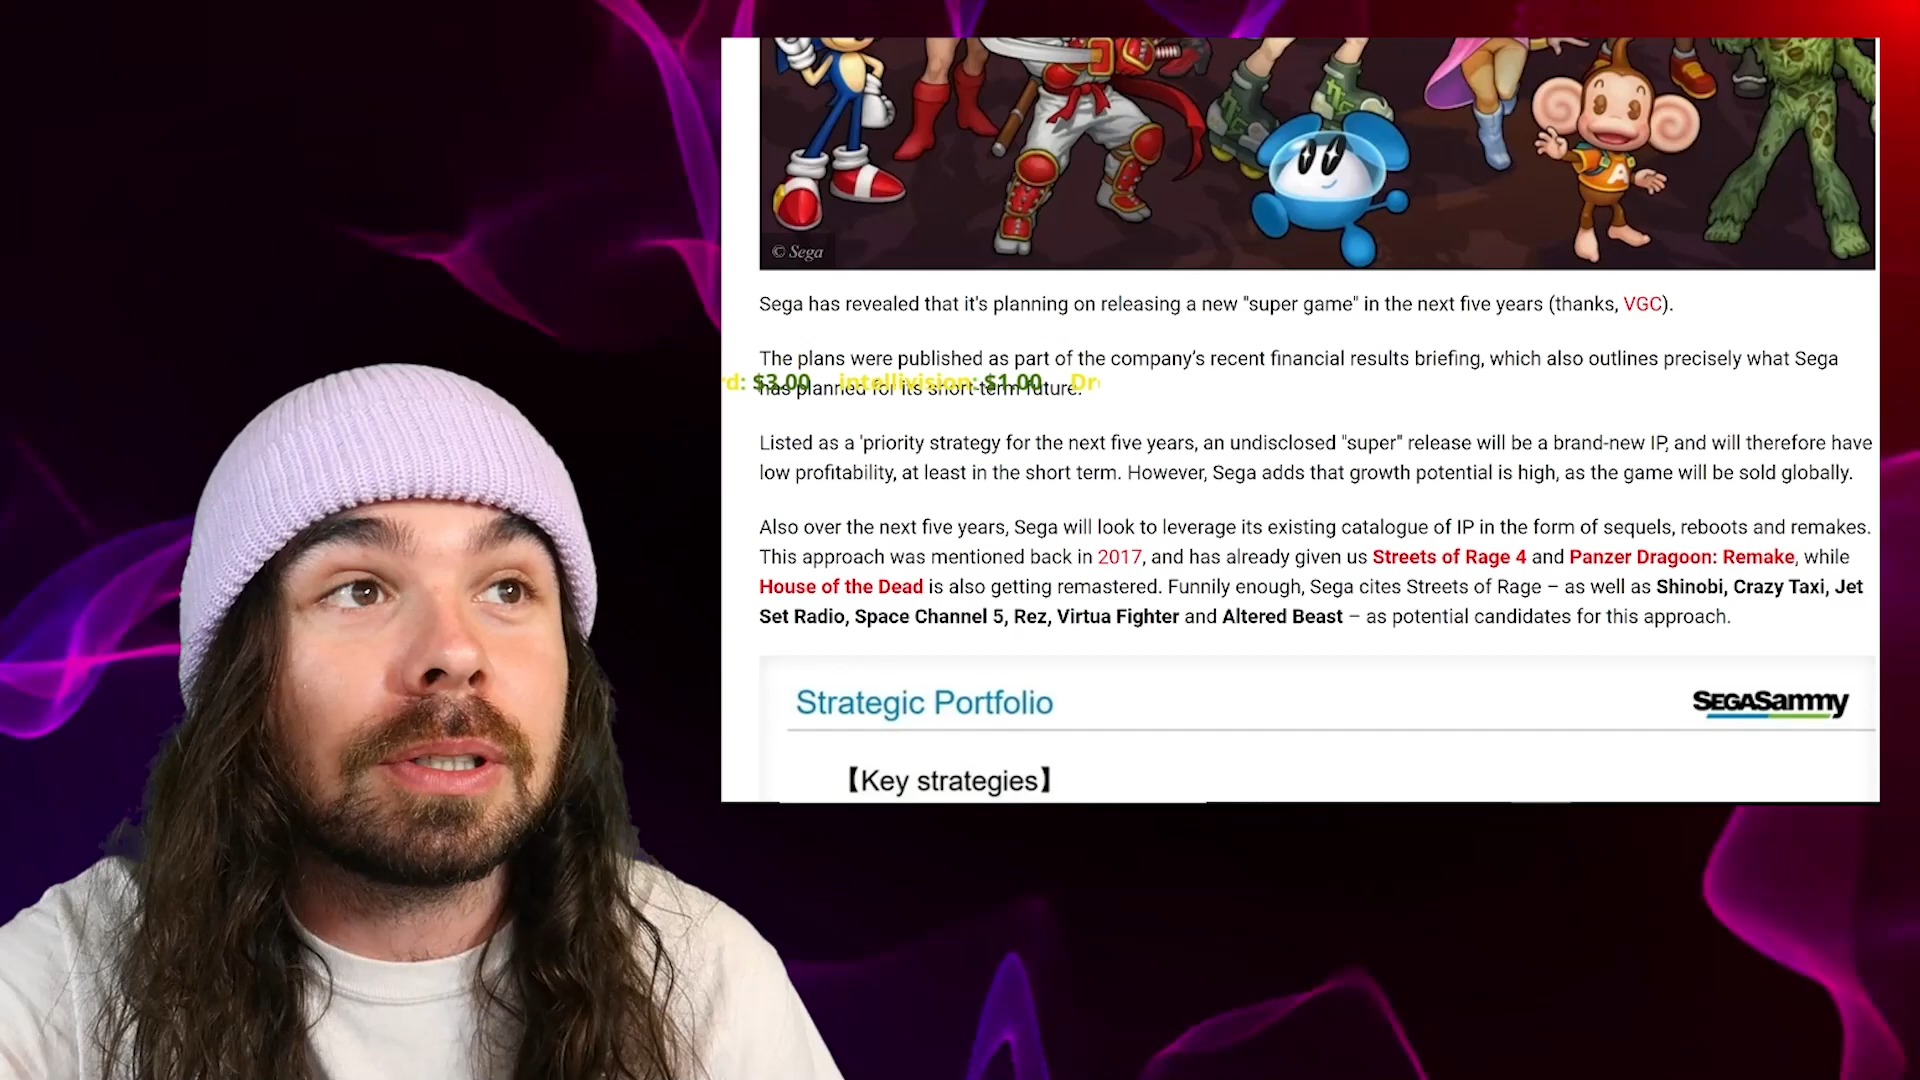 A
© Sega
Sega has revealed that it's planning on releasing a new "super game" in the next five years (thanks, VGC).
The plans were published as part of the company's recent financial results briefing, which also outlines precisely what Sega
d: $3.00 intellivision: $1.00 Dr
has planned for its short-term future.
Listed as a 'priority strategy for the next five years, an undisclosed "super" release will be a brand-new IP, and will therefore have
low profitability, at least in the short term. However, Sega adds that growth potential is high, as the game will be sold globally.
Also over the next five years, Sega will look to leverage its existing catalogue of IP in the form of sequels, reboots and remakes.
This approach was mentioned back in 2017, and has already given us Streets of Rage 4 and Panzer Dragoon: Remake, while
House of the Dead is also getting remastered. Funnily enough, Sega cites Streets of Rage – as well as Shinobi, Crazy Taxi, Jet
Set Radio, Space Channel 5, Rez, Virtua Fighter and Altered Beast – as potential candidates for this approach.
Strategic Portfolio
SEGASammy
【Key strategies】